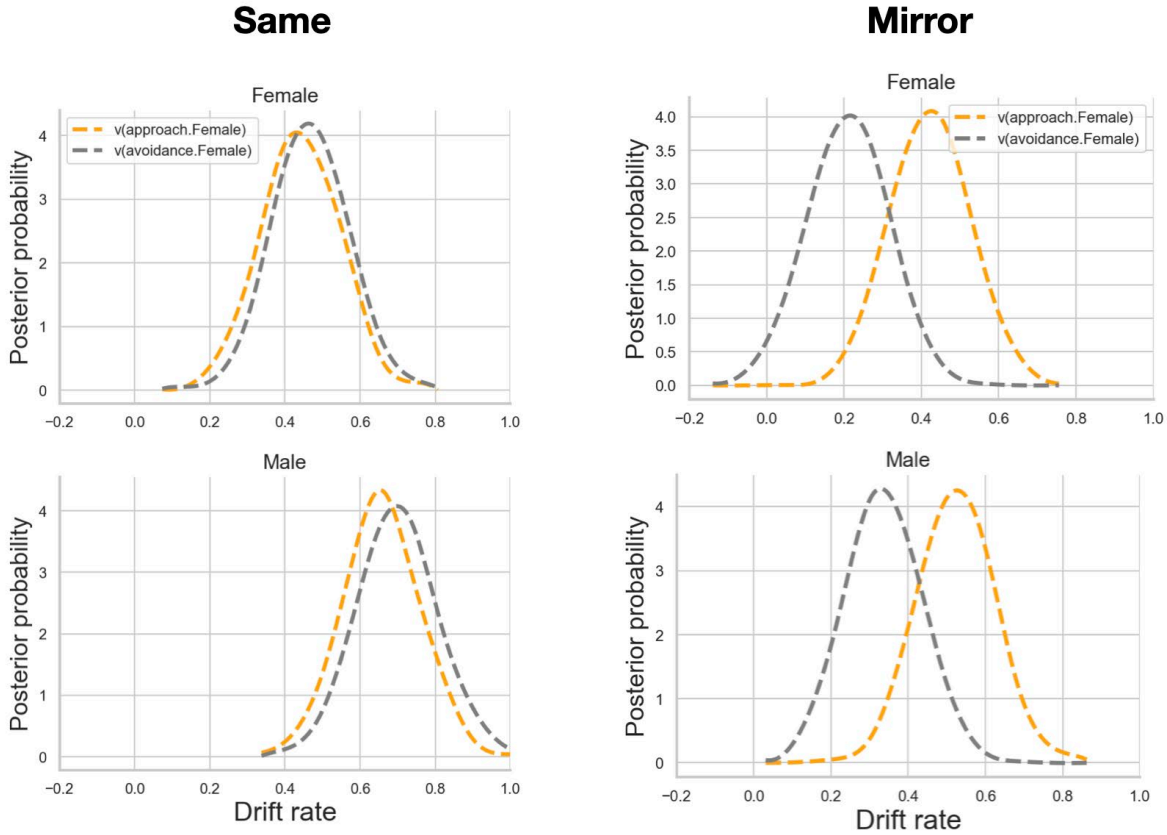 Same
Mirror
Female
v(approach.Female)
v(avoidance.Female)
Posterior probability
4
3
2
1
0
−0.2 0.0 0.2 0.4 0.6 0.8 1.0
Female
v(approach.Female)
v(avoidance.Female)
Posterior probability
4.0
3.5
3.0
2.5
2.0
1.5
1.0
0.5
0.0
−0.2 0.0 0.2 0.4 0.6 0.8 1.0
Male
Posterior probability
4
3
2
1
0
−0.2 0.0 0.2 0.4 0.6 0.8 1.0
Drift rate
Male
Posterior probability
4
3
2
1
0
−0.2 0.0 0.2 0.4 0.6 0.8 1.0
Drift rate